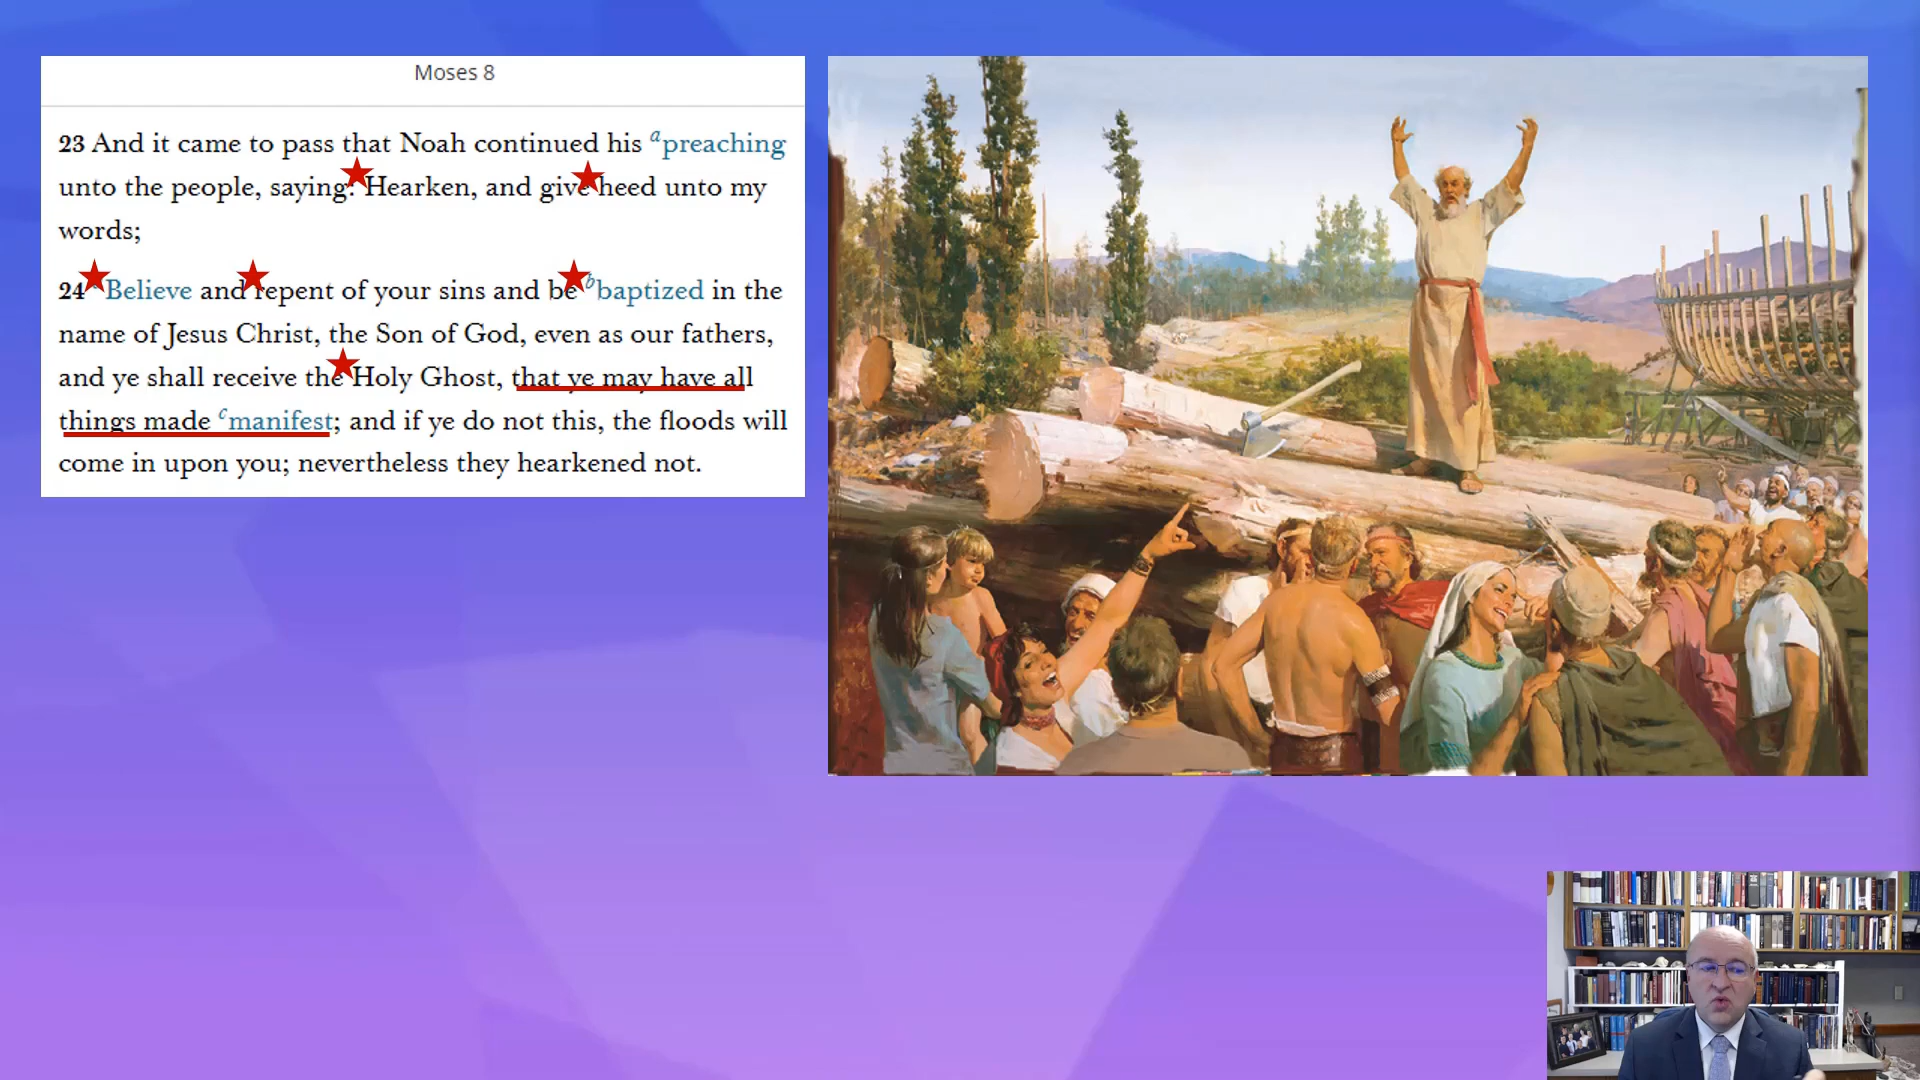 Moses 8
23 And it came to pass that Noah continued his a preaching
unto the people, saying: Hearken, and give heed unto my
words;
24 Believe and repent of your sins and be b baptized in the
name of Jesus Christ, the Son of God, even as our fathers,
and ye shall receive the Holy Ghost, that ye may have all
things made c manifest; and if ye do not this, the floods will
come in upon you; nevertheless they hearkened not.